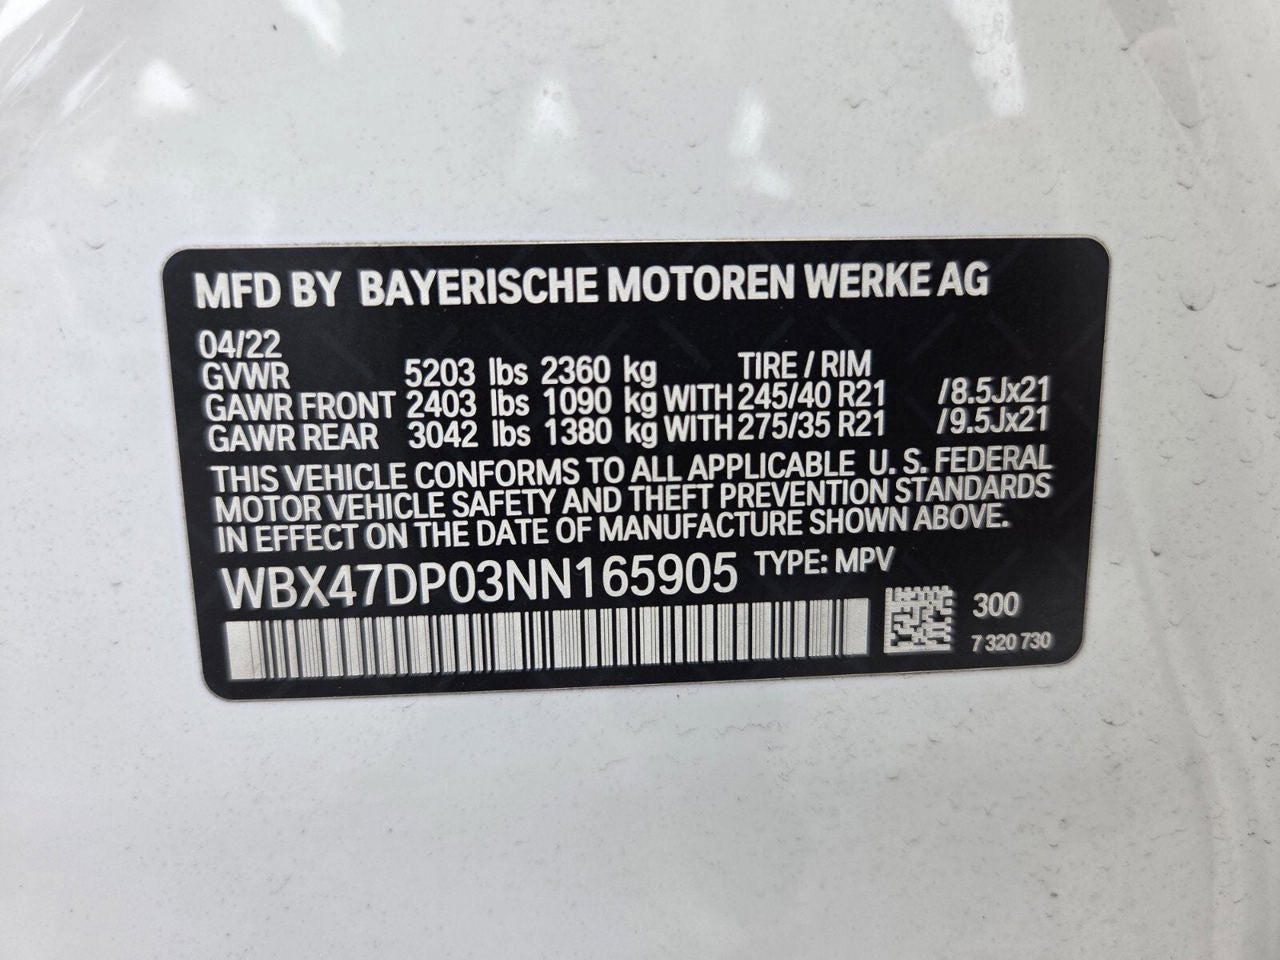 MFD BY BAYERISCHE MOTOREN WERKE AG
04/22
GVWR 5203 lbs 2360 kg TIRE / RIM
GAWR FRONT 2403 lbs 1090 kg WITH 245/40 R21 /8.5Jx21
GAWR REAR 3042 lbs 1380 kg WITH 275/35 R21 /9.5Jx21
THIS VEHICLE CONFORMS TO ALL APPLICABLE U. S. FEDERAL
MOTOR VEHICLE SAFETY AND THEFT PREVENTION STANDARDS
IN EFFECT ON THE DATE OF MANUFACTURE SHOWN ABOVE.
WBX47DP03NN165905 TYPE: MPV
300
7 320 730